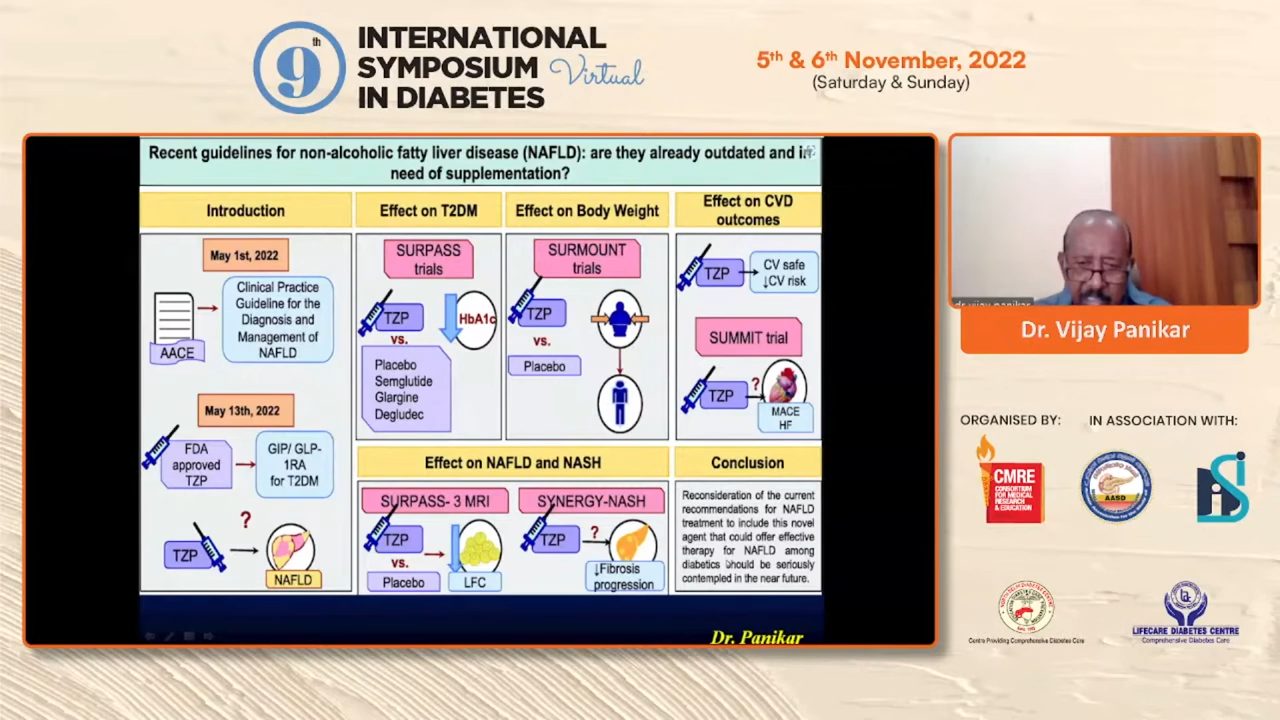 9th
INTERNATIONAL
SYMPOSIUM Virtual
IN DIABETES
5th & 6th November, 2022
(Saturday & Sunday)
Recent guidelines for non-alcoholic fatty liver disease (NAFLD): are they already outdated and in
need of supplementation?
Introduction
May 1st, 2022
AACE
Clinical Practice
Guideline for the
Diagnosis and
Management of
NAFLD
May 13th, 2022
FDA
approved
TZP
GIP/ GLP-
1RA
for T2DM
TZP
?
NAFLD
Effect on T2DM
SURPASS
trials
TZP
HbA1c
vs.
Placebo
Semglutide
Glargine
Degludec
Effect on Body Weight
SURMOUNT
trials
TZP
vs.
Placebo
Effect on CVD
outcomes
TZP
CV safe
↓CV risk
SUMMIT trial
TZP
?
MACE
HF
Effect on NAFLD and NASH
SURPASS- 3 MRI
TZP
vs.
Placebo
LFC
SYNERGY-NASH
TZP
?
↓Fibrosis
progression
Conclusion
Reconsideration of the current
recommendations for NAFLD
treatment to include this novel
agent that could offer effective
therapy for NAFLD among
diabetics should be seriously
contempled in the near future.
Dr. Panikar
dr vijay panikar
Dr. Vijay Panikar
ORGANISED BY:
IN ASSOCIATION WITH:
CMRE
CONSORTIUM
FOR MEDICAL
RESEARCH
& EDUCATION
AASD
Centre Providing Comprehensive Diabetes Care
LIFECARE DIABETES CENTRE
Comprehensive Diabetes Care